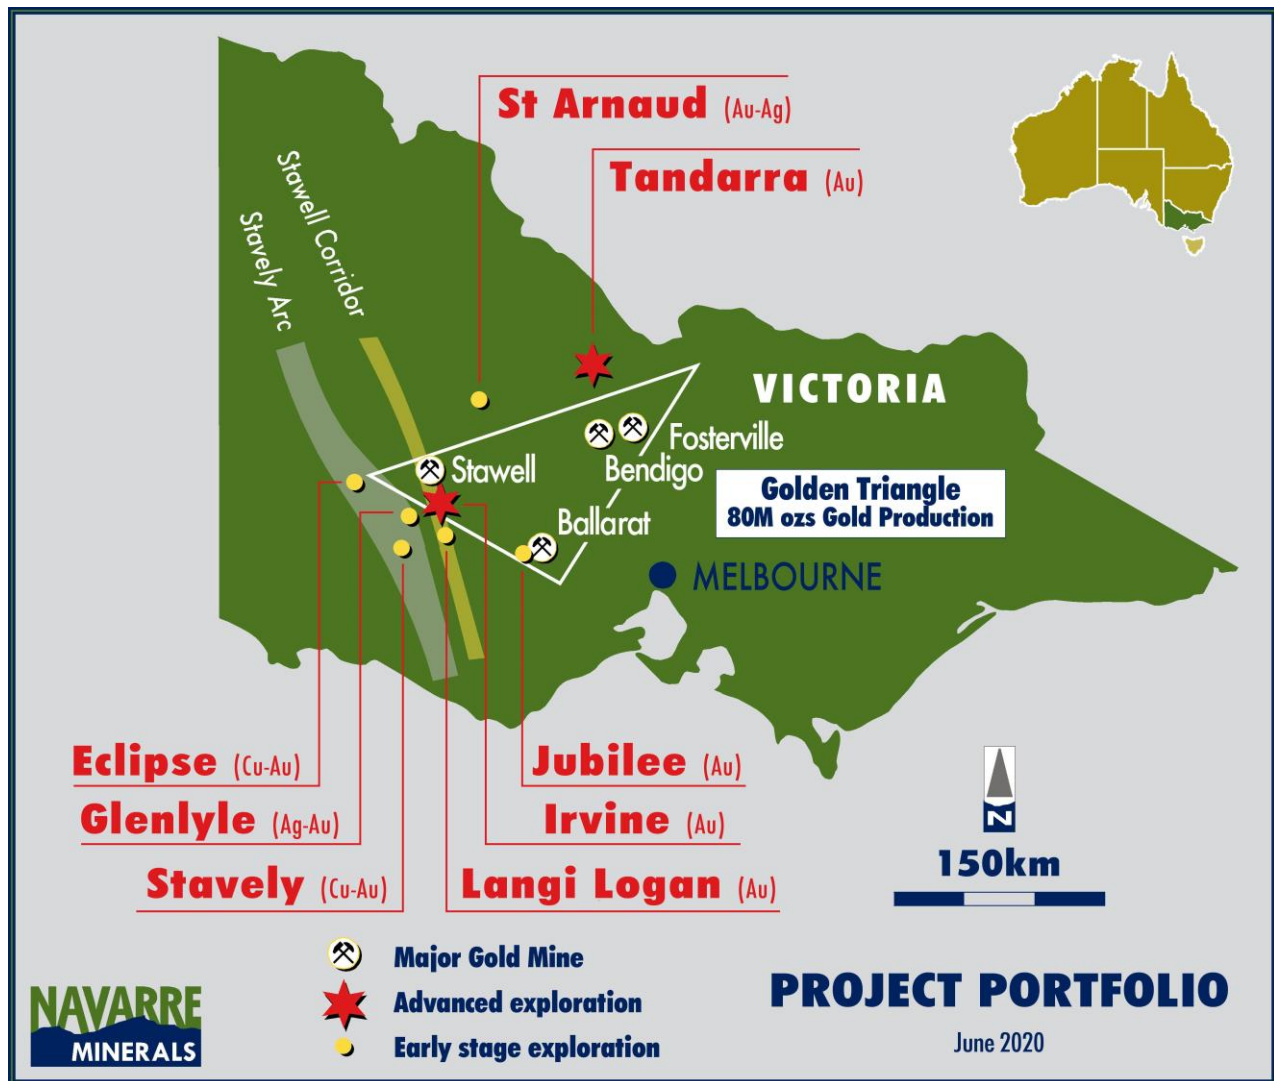 St Arnaud (Au-Ag)
Tandarra (Au)
Stawell Corridor
Stavely Arc
VICTORIA
Fosterville
Bendigo
Stawell
Golden Triangle
80M ozs Gold Production
Ballarat
MELBOURNE
Eclipse (Cu-Au)
Jubilee (Au)
Glenlyle (Ag-Au)
Irvine (Au)
Stavely (Cu-Au)
Langi Logan (Au)
N
150km
Major Gold Mine
Advanced exploration
Early stage exploration
PROJECT PORTFOLIO
June 2020
NAVARRE
MINERALS